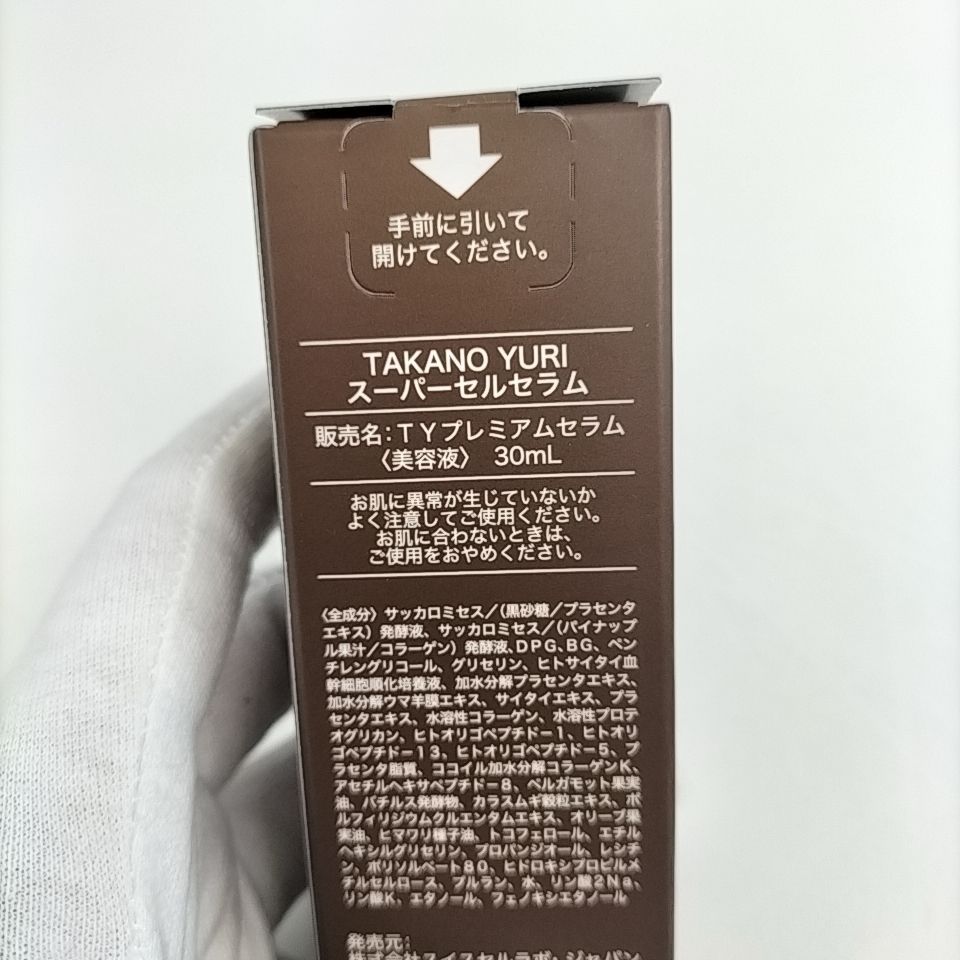 手前に引いて
開けてください。
TAKANO YURI
スーパーセルセラム
販売名：ＴＹプレミアムセラム
〈美容液〉 30mL
お肌に異常が生じていないか
よく注意してご使用ください。
お肌に合わないときは、
ご使用をおやめください。
〈全成分〉サッカロミセス／（黒砂糖／プラセンタ
エキス）発酵液、サッカロミセス／（パイナップ
ル果汁／コラーゲン）発酵液、ＤＰＧ、ＢＧ、ペン
チレングリコール、グリセリン、ヒトサイタイ血
幹細胞順化培養液、加水分解プラセンタエキス、
加水分解ウマ羊膜エキス、サイタイエキス、プラ
センタエキス、水溶性コラーゲン、水溶性プロテ
オグリカン、ヒトオリゴペプチド－１、ヒトオリ
ゴペプチド－１３、ヒトオリゴペプチド－５、プ
ラセンタ脂質、ココイル加水分解コラーゲンＫ、
アセチルヘキサペプチド－８、ベルガモット果実
油、バチルス発酵物、カラスムギ穀粒エキス、ポ
ルフィリジウムクルエンタムエキス、オリーブ果
実油、ヒマワリ種子油、トコフェロール、エチル
ヘキシルグリセリン、プロパンジオール、レシチ
ン、ポリソルベート８０、ヒドロキシプロピルメ
チルセルロース、プルラン、水、リン酸２Ｎａ、
リン酸Ｋ、エタノール、フェノキシエタノール
発売元：
株式会社スイスセルラボ・ジャパン